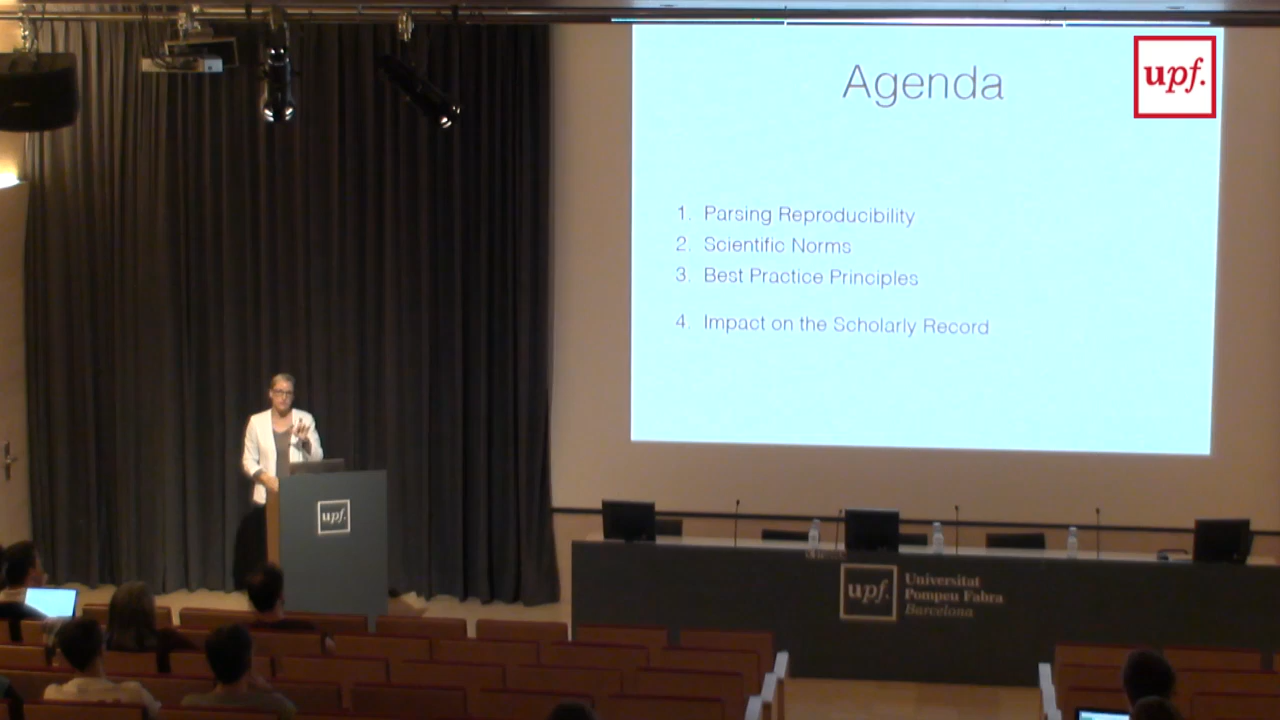 Agenda
upf.
1. Parsing Reproducibility
2. Scientific Norms
3. Best Practice Principles
4. Impact on the Scholarly Record
upf.
upf.
Universitat
Pompeu Fabra
Barcelona